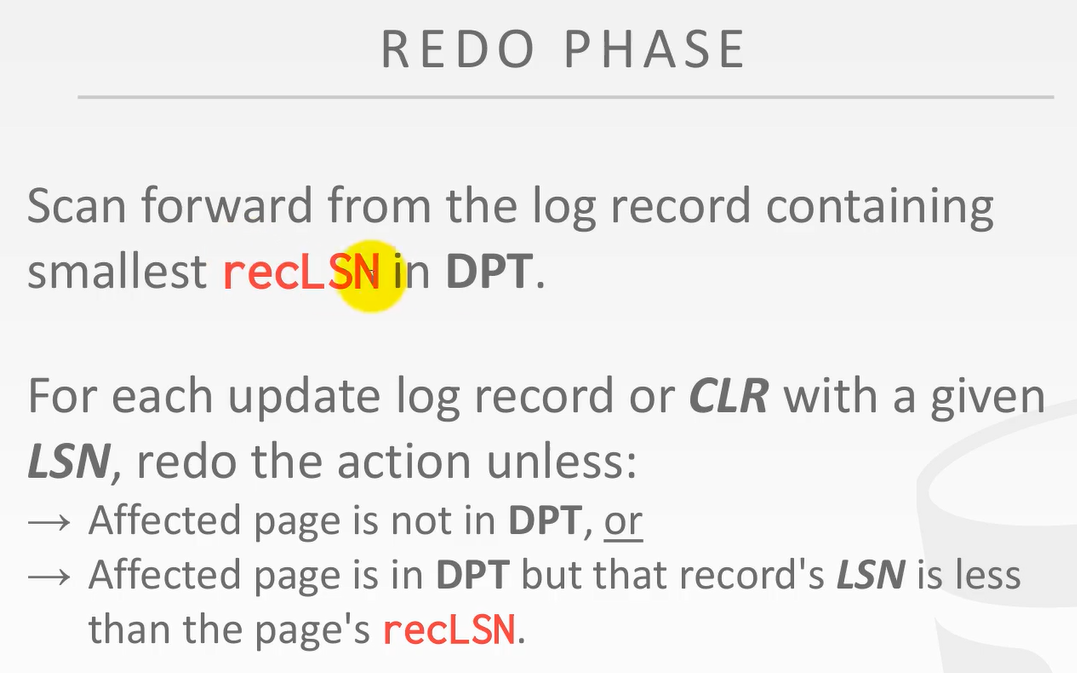 REDO PHASE
Scan forward from the log record containing
smallest recLSN in DPT.
For each update log record or CLR with a given
LSN, redo the action unless:
→ Affected page is not in DPT, or
→ Affected page is in DPT but that record's LSN is less
than the page's recLSN.